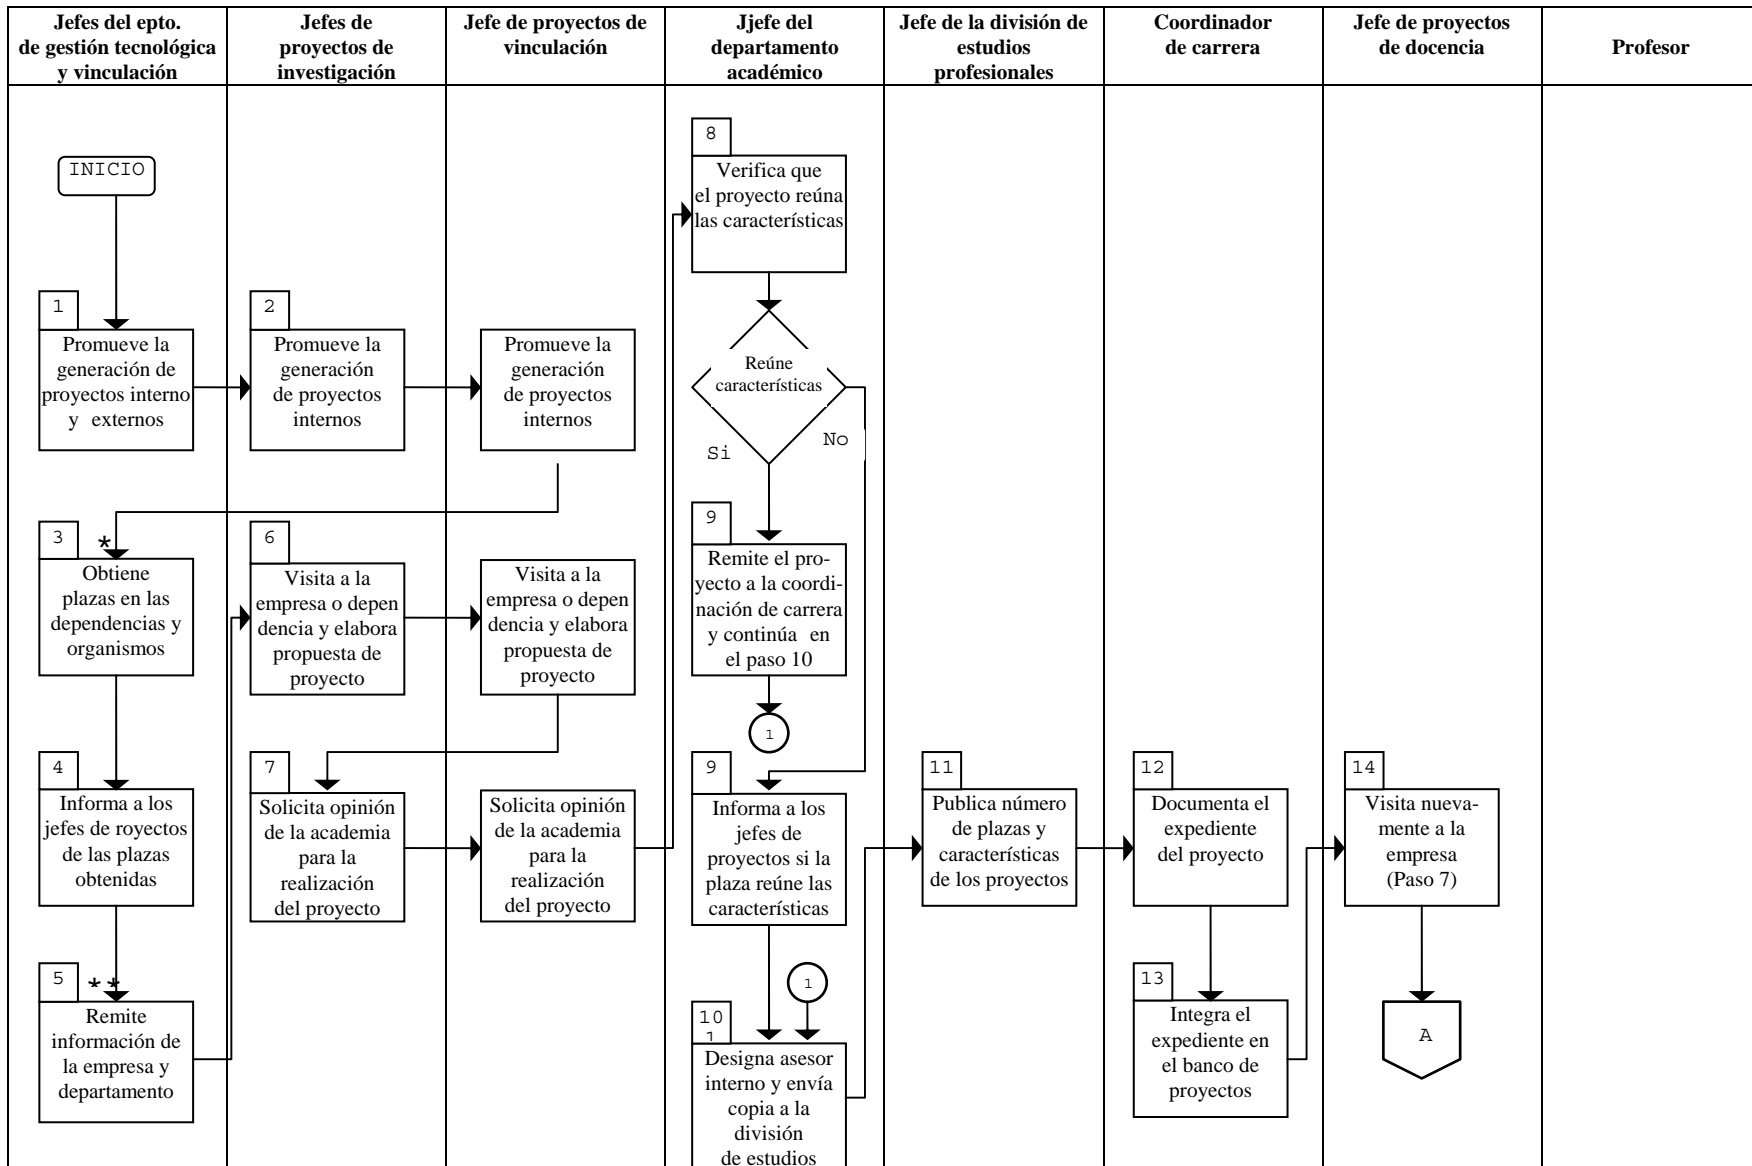 Jefes del epto.
de gestión tecnológica
y vinculación
Jefes de
proyectos de
investigación
Jefe de proyectos de
vinculación
Jjefe del
departamento
académico
Jefe de la división de
estudios
profesionales
Coordinador
de carrera
Jefe de proyectos
de docencia
Profesor
INICIO
1
Promueve la
generación de
proyectos interno
y externos
2
Promueve la
generación
de proyectos
internos
Promueve la
generación
de proyectos
internos
3
*
Obtiene
plazas en las
dependencias y
organismos
4
Informa a los
jefes de royectos
de las plazas
obtenidas
5
**
Remite
información de
la empresa y
departamento
6
Visita a la
empresa o depen
dencia y elabora
propuesta de
proyecto
Visita a la
empresa o depen
dencia y elabora
propuesta de
proyecto
7
Solicita opinión
de la academia
para la
realización
del proyecto
Solicita opinión
de la academia
para la
realización
del proyecto
8
Verifica que
el proyecto reúna
las características
Reúne
características
Si
No
9
Remite el pro-
yecto a la coordi-
nación de carrera
y continúa en
el paso 10
1
9
Informa a los
jefes de
proyectos si la
plaza reúne las
características
1
10
1
Designa asesor
interno y envía
copia a la
división
de estudios
11
Publica número
de plazas y
características
de los proyectos
12
Documenta el
expediente
del proyecto
13
Integra el
expediente en
el banco de
proyectos
14
Visita nueva-
mente a la
empresa
(Paso 7)
A